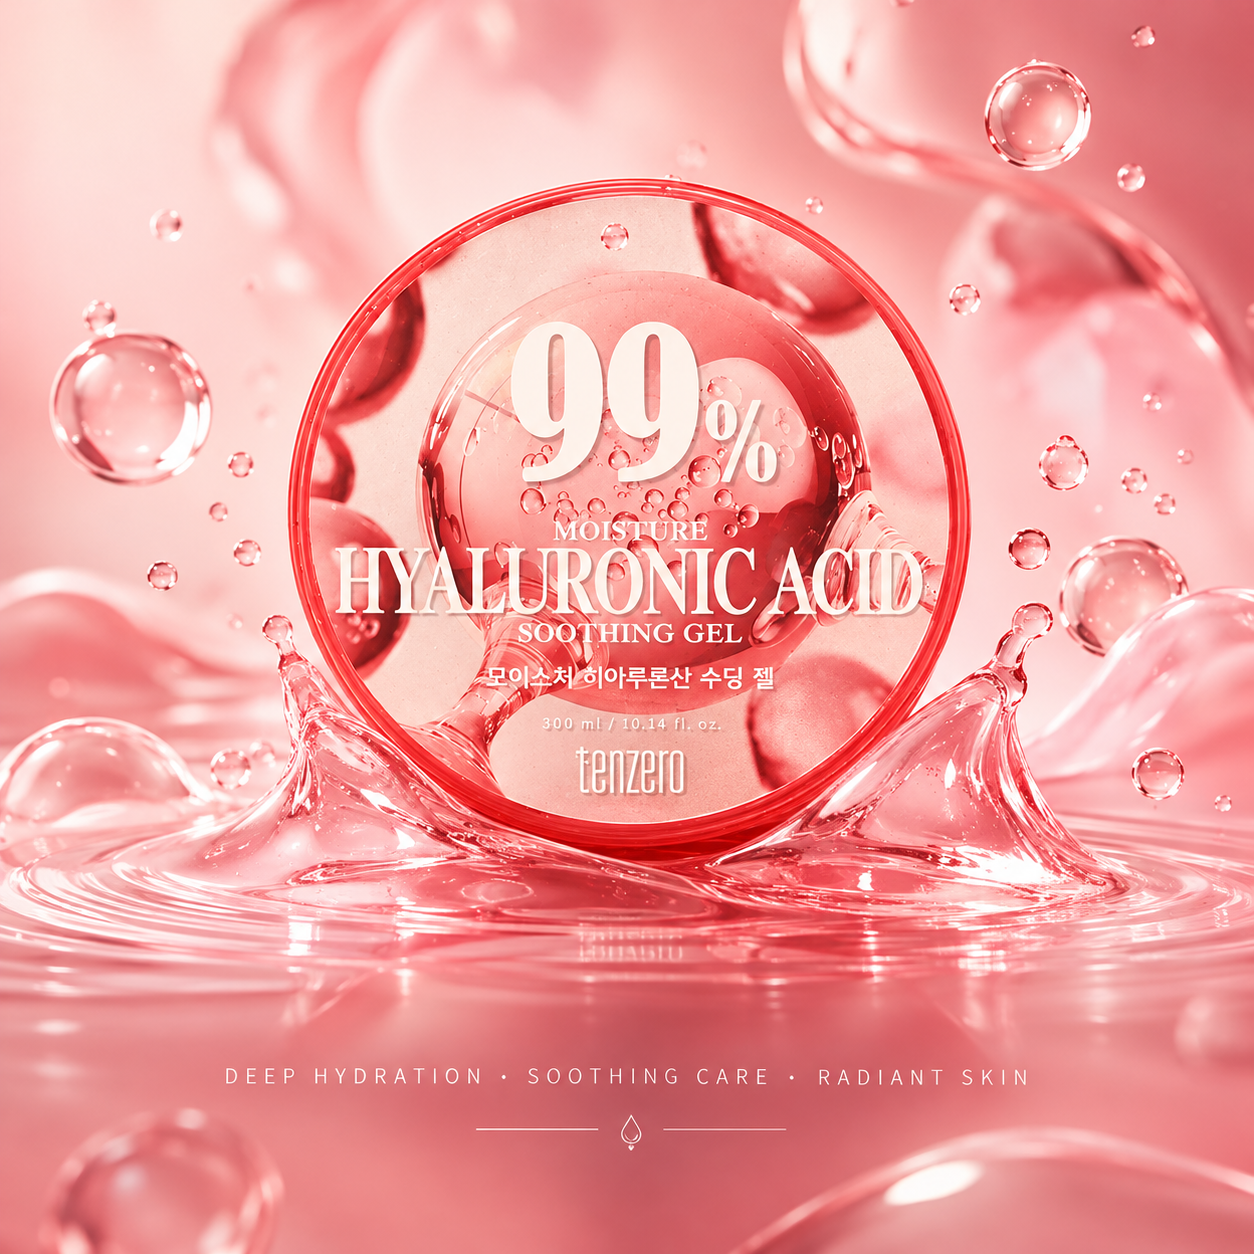 99%
MOISTURE
HYALURONIC ACID
SOOTHING GEL
모이스처 히아루론산 수딩 젤
300 ml / 10.14 fl. oz.
tenzero
DEEP HYDRATION • SOOTHING CARE • RADIANT SKIN